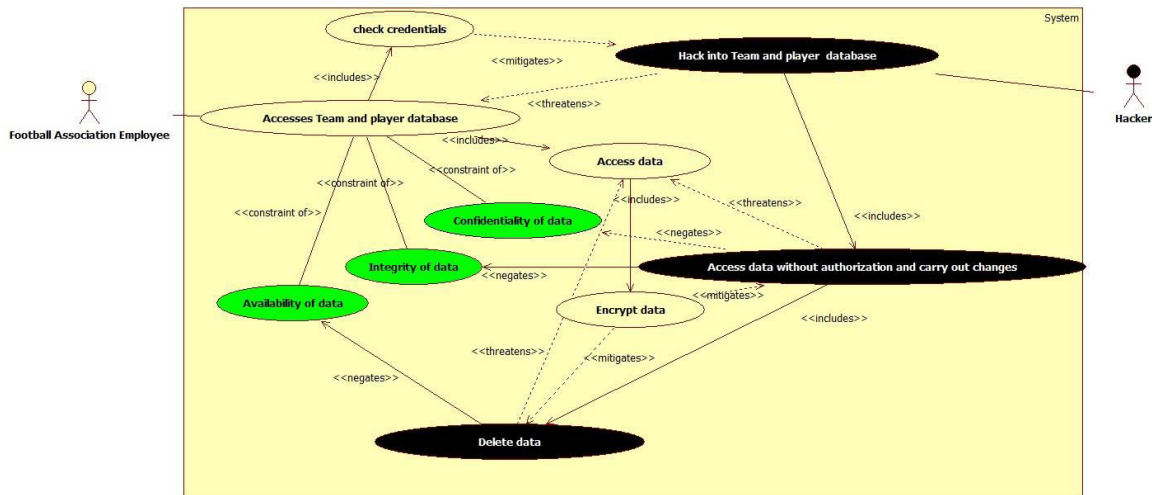 System
check credentials
<<mitigates>>
Hack into Team and player  database
<<includes>>
<<threatens>>
Football Association Employee
Accesses Team and player database
Hacker
<<includes>>
Access data
<<constraint of>>
<<constraint of>>
<<includes>>
<<threatens>>
<<constraint of>>
Confidentiality of data
<<negates>>
<<includes>>
Integrity of data
<<negates>>
Access data without authorization and carry out changes
Availability of data
Encrypt data
<<mitigates>>
<<includes>>
<<threatens>>
<<mitigates>>
<<negates>>
Delete data